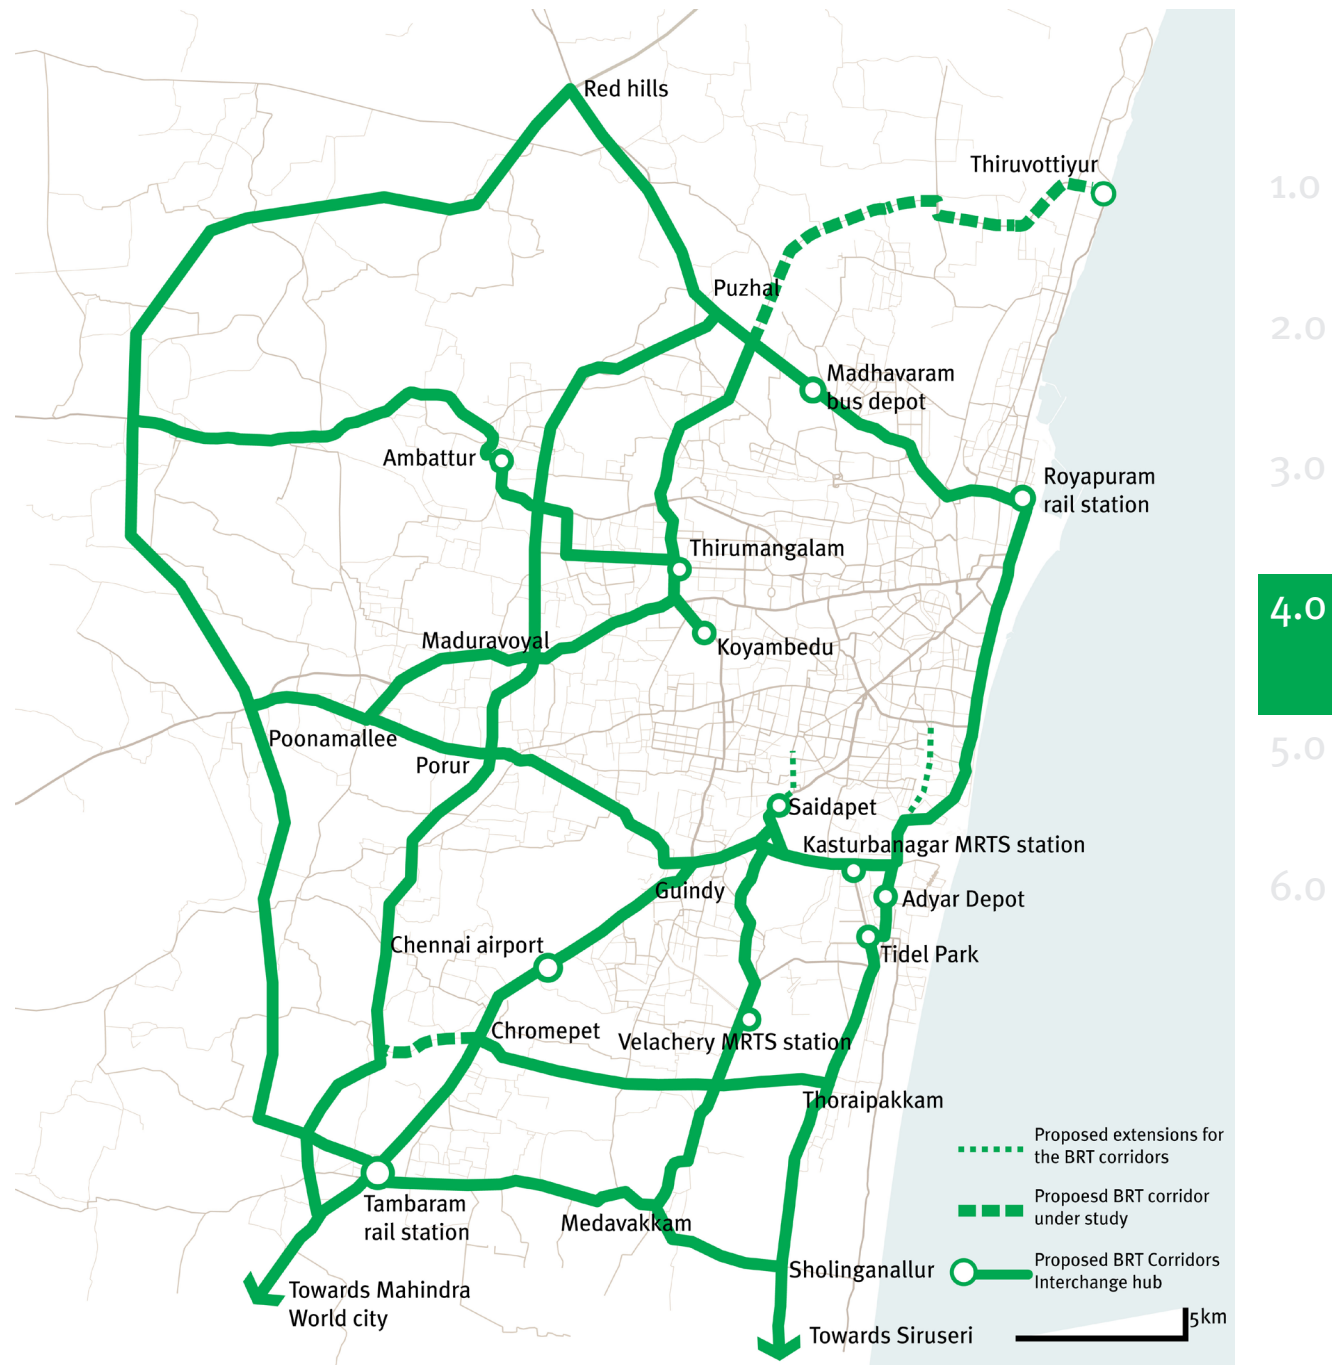 Red hills
Thiruvottiyur
1.0
Puzhal
2.0
Madhavaram
bus depot
Ambattur
3.0
Royapuram
rail station
Thirumangalam
4.0
Maduravoyal
Koyambedu
Poonamallee
Porur
5.0
Saidapet
Kasturbanagar MRTS station
Guindy
6.0
Adyar Depot
Chennai airport
Tidel Park
Chromepet
Velachery MRTS station
Thoraipakkam
Proposed extensions for
the BRT corridors
Propoesd BRT corridor
under study
Tambaram
rail station
Medavakkam
Proposed BRT Corridors
Interchange hub
Sholinganallur
Towards Mahindra
World city
5km
Towards Siruseri